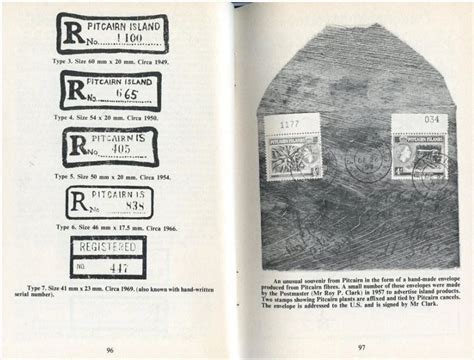 R PITCAIRN ISLAND
No. 1100
Type 3. Size 60 mm x 20 mm. Circa 1949.
R PITCAIRN ISLAND
No. 665
Type 4. Size 54 x 20 mm. Circa 1950.
R PITCAIRN IS
No. 405
Type 5. Size 50 mm x 20 mm. Circa 1954.
R PITCAIRN IS
No. 838
Type 6. Size 46 mm x 17.5 mm. Circa 1966.
REGISTERED
NO. 447
Type 7. Size 41 mm x 23 mm. Circa 1969. (also known with hand-written
serial number).
96
1177
034
PITCAIRN ISLANDS
PITCAIRN ISLANDS
An unusual souvenir from Pitcairn in the form of a hand-made envelope
produced from Pitcairn fibres. A small number of these envelopes were made
by the Postmaster (Mr Roy P. Clark) in 1957 to advertise island products.
Two stamps showing Pitcairn plants are affixed and tied by Pitcairn cancels.
The envelope is addressed to the U.S. and is signed by Mr Clark.
97